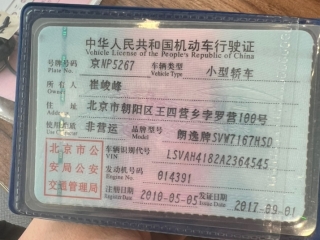 中华人民共和国机动车行驶证
Vehicle License of the People's Republic of China
号牌号码 京NP5267 车辆类型 小型轿车
Plate No. Vehicle Type
所有人 崔峻峰
Owner
北京市朝阳区王四营乡孛罗营100号
使用性质 非营运 品牌型号 朗逸牌SVW7167HSD
Use Model
北京市公 车辆识别代号 LSVAH4182A2364545
VIN
安局公安 发动机号码 014391
交通管理局 Engine No.
注册日期 2010-05-05 发证日期 2017-09-01
Register Date Issue Date